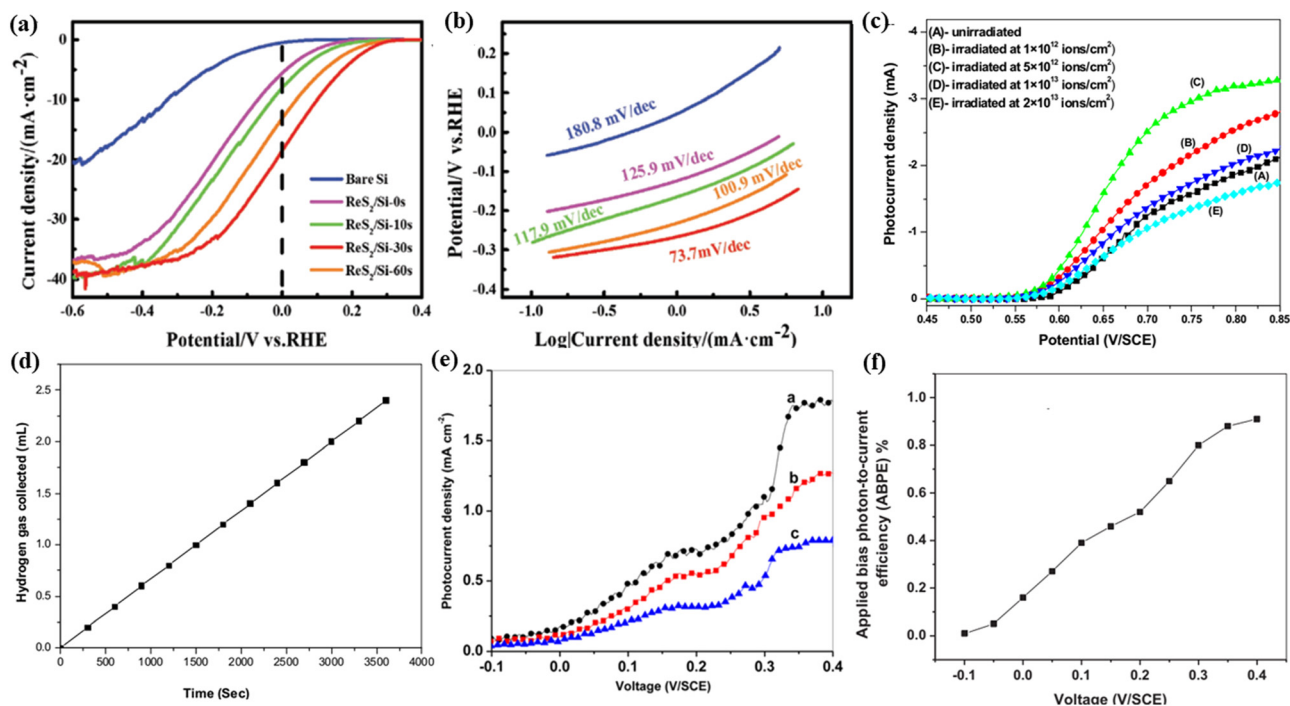 (a)
Current density/(mA·cm⁻²)
0
-10
-20
-30
-40
Bare Si
ReS₂/Si-0s
ReS₂/Si-10s
ReS₂/Si-30s
ReS₂/Si-60s
-0.6 -0.4 -0.2 0.0 0.2 0.4
Potential/V vs.RHE
(b)
Potential/V vs.RHE
0.2
0.1
0.0
-0.1
-0.2
-0.3
-0.4
180.8 mV/dec
125.9 mV/dec
100.9 mV/dec
117.9 mV/dec
73.7mV/dec
-1.0 -0.5 0.0 0.5 1.0
Log|Current density/(mA·cm⁻²)
(c)
Photocurrent density (mA)
-4
-3
-2
-1
0
(A)- unirradiated
(B)- irradiated at 1×10¹² ions/cm²)
(C)- irradiated at 5×10¹² ions/cm²)
(D)- irradiated at 1×10¹³ ions/cm²)
(E)- irradiated at 2×10¹³ ions/cm²)
(C)
(B)
(D)
(A)
(E)
0.45 0.50 0.55 0.60 0.65 0.70 0.75 0.80 0.85
Potential (V/SCE)
(d)
Hydrogen gas collected (mL)
2.5
2.0
1.5
1.0
0.5
0.0
0 500 1000 1500 2000 2500 3000 3500 4000
Time (Sec)
(e)
Photocurrent density (mA cm⁻²)
2.0
1.5
1.0
0.5
0.0
a
b
c
-0.1 0.0 0.1 0.2 0.3 0.4
Voltage (V/SCE)
(f)
Applied bias photon-to-current
efficiency (ABPE) %
1.0
0.8
0.6
0.4
0.2
0.0
-0.1 0.0 0.1 0.2 0.3 0.4
Voltage (V/SCE)